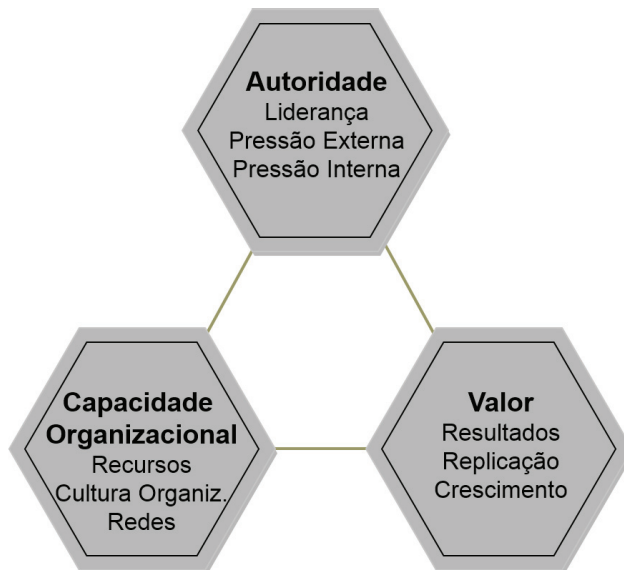 Autoridade
Liderança
Pressão Externa
Pressão Interna
Capacidade
Organizacional
Recursos
Cultura Organiz.
Redes
Valor
Resultados
Replicação
Crescimento